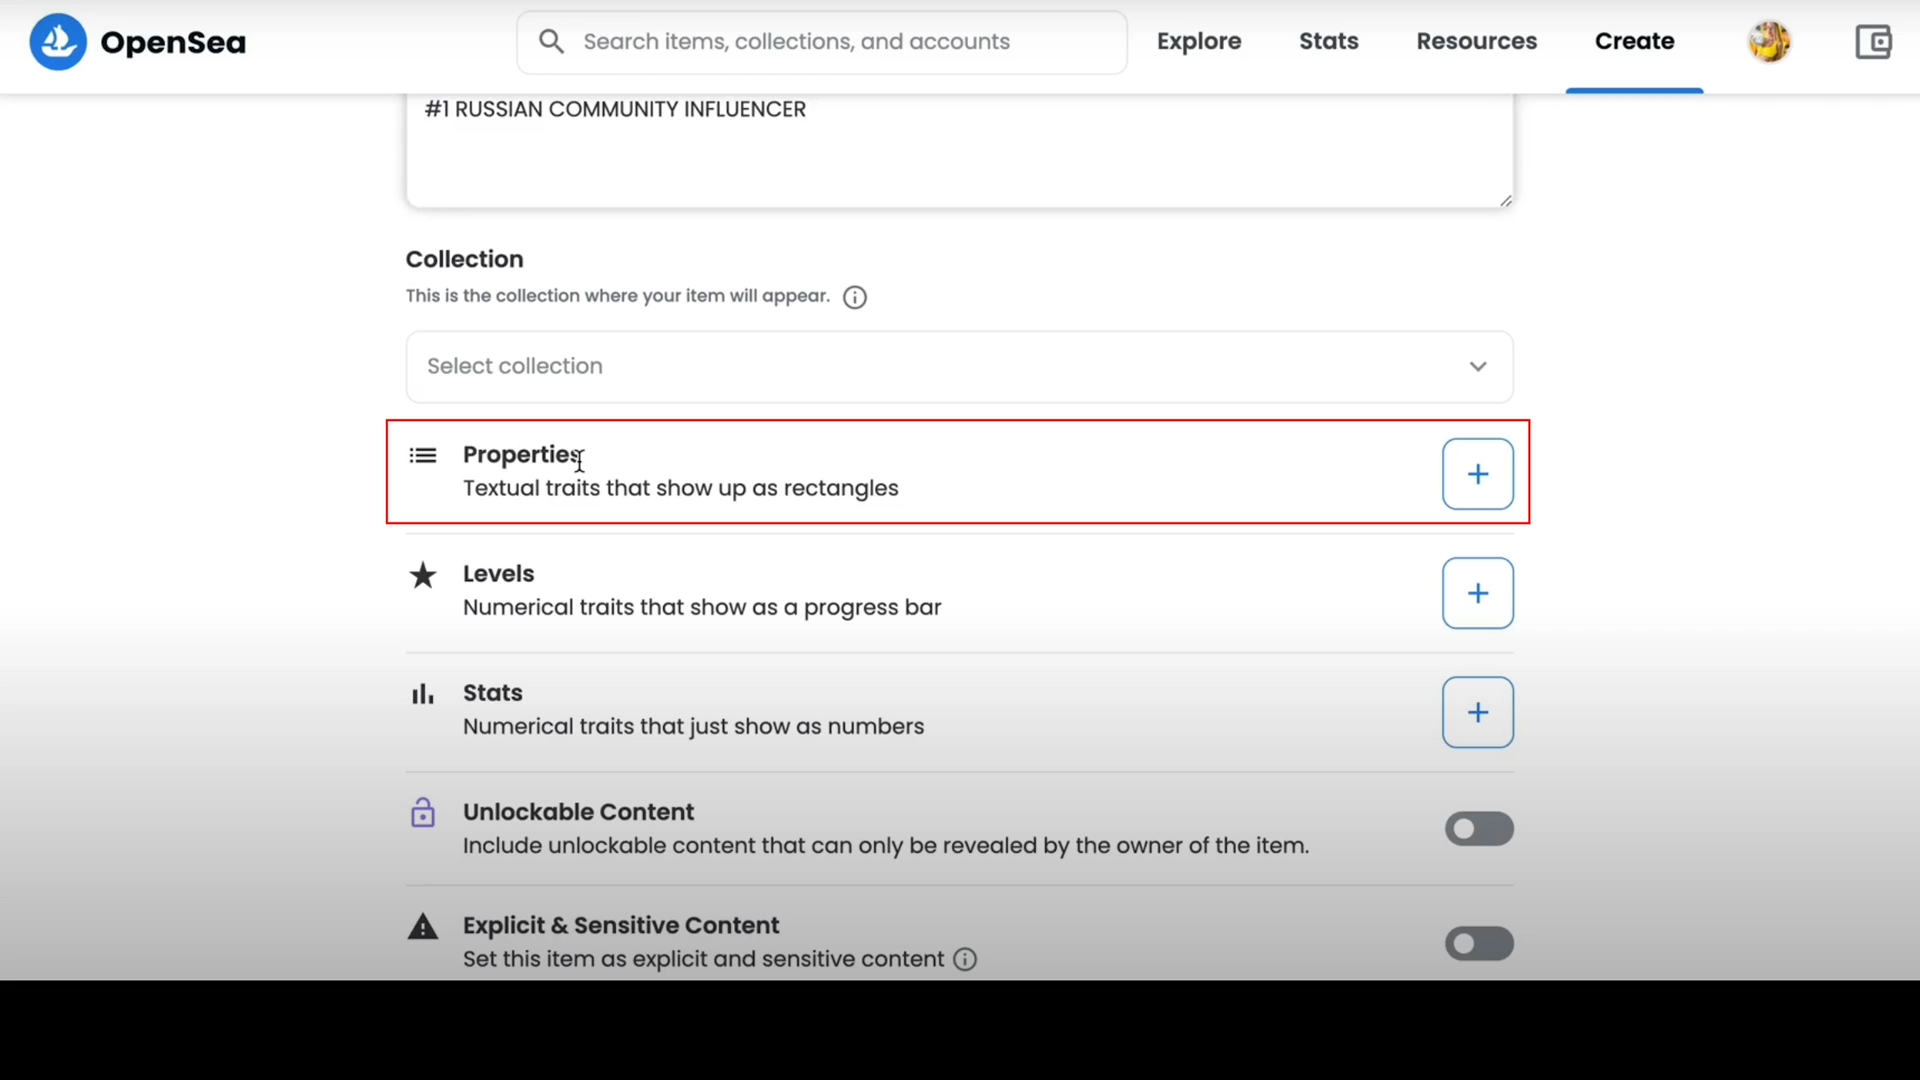 OpenSea
Search items, collections, and accounts
Explore
Stats
Resources
Create
#1 RUSSIAN COMMUNITY INFLUENCER
Collection
This is the collection where your item will appear.
Select collection
Properties
Textual traits that show up as rectangles
Levels
Numerical traits that show as a progress bar
Stats
Numerical traits that just show as numbers
Unlockable Content
Include unlockable content that can only be revealed by the owner of the item.
Explicit & Sensitive Content
Set this item as explicit and sensitive content